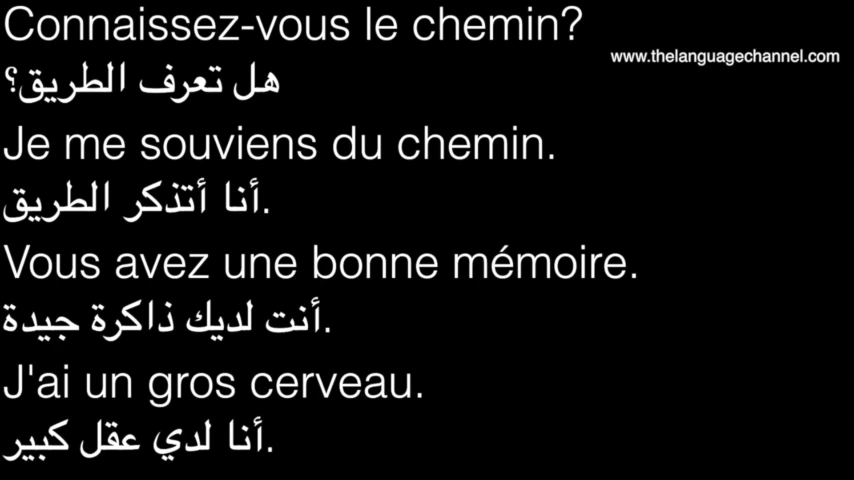 Connaissez-vous le chemin?
www.thelanguagechannel.com
هل تعرف الطريق؟
Je me souviens du chemin.
أنا أتذكر الطريق.
Vous avez une bonne mémoire.
أنت لديك ذاكرة جيدة.
J'ai un gros cerveau.
أنا لدي عقل كبير.